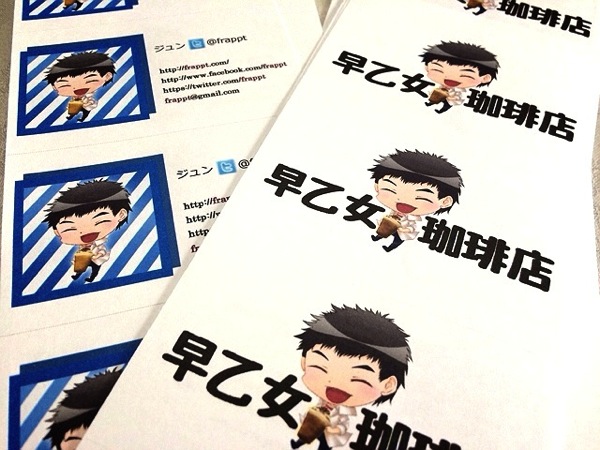 ジュン @frappt
http://frappt.com/
http://www.facebook.com/frappt
https://twitter.com/frappt
frappt@gmail.com
ジュン
珈琲店
早乙女珈琲店
早乙女珈琲店
早乙女珈琲